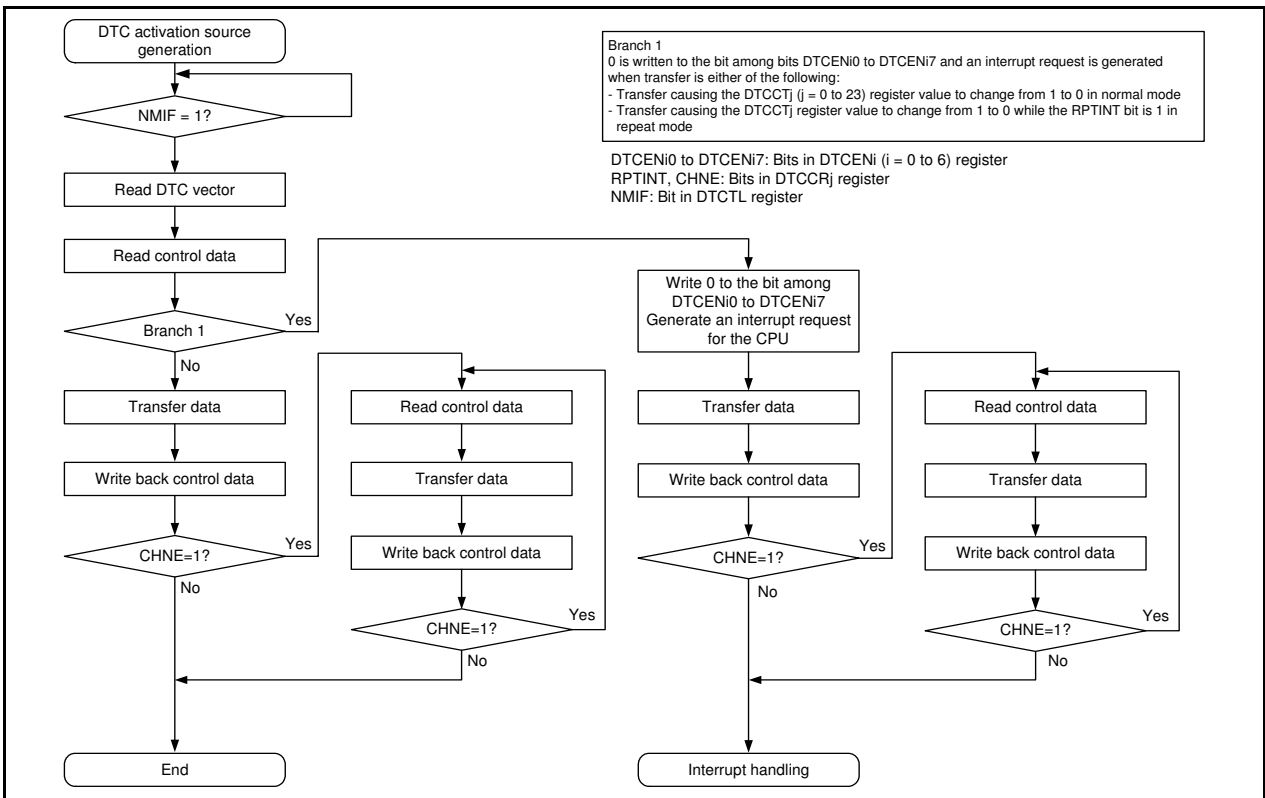 DTC activation source
generation
NMIF = 1?
Read DTC vector
Read control data
Branch 1
Yes
No
Transfer data
Write back control data
CHNE=1?
Yes
No
End
Read control data
Transfer data
Write back control data
CHNE=1?
Yes
No
Branch 1
0 is written to the bit among bits DTCENi0 to DTCENi7 and an interrupt request is generated
when transfer is either of the following:
- Transfer causing the DTCCTj (j = 0 to 23) register value to change from 1 to 0 in normal mode
- Transfer causing the DTCCTj register value to change from 1 to 0 while the RPTINT bit is 1 in
repeat mode
DTCENi0 to DTCENi7: Bits in DTCENi (i = 0 to 6) register
RPTINT, CHNE: Bits in DTCCRj register
NMIF: Bit in DTCTL register
Write 0 to the bit among
DTCENi0 to DTCENi7
Generate an interrupt request
for the CPU
Transfer data
Write back control data
CHNE=1?
Yes
No
Interrupt handling
Read control data
Transfer data
Write back control data
CHNE=1?
Yes
No